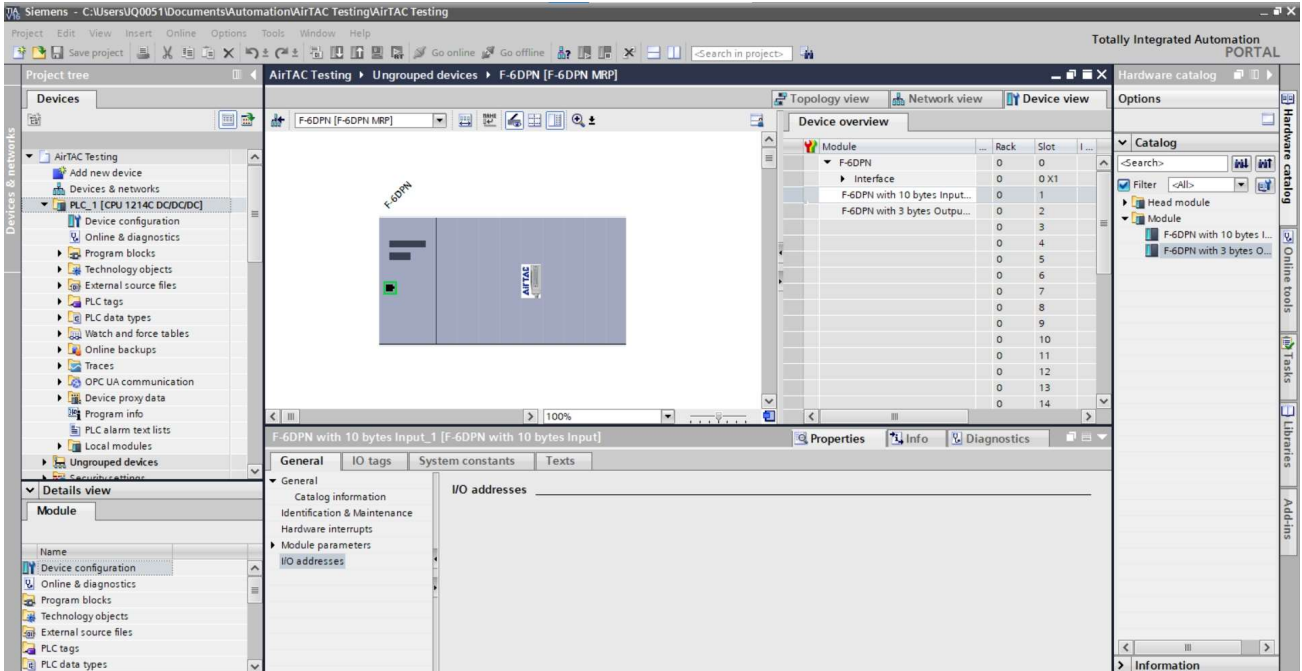 Siemens - C:\Users\JQ0051\Documents\Automation\AirTAC Testing\AirTAC Testing
Project Edit View Insert Online Options Tools Window Help
Totally Integrated Automation
PORTAL
Save project Go online Go offline <Search in project>
Project tree
Devices
AirTAC Testing
Add new device
Devices & networks
PLC_1 [CPU 1214C DC/DC/DC]
Device configuration
Online & diagnostics
Program blocks
Technology objects
External source files
PLC tags
PLC data types
Watch and force tables
Online backups
Traces
OPC UA communication
Device proxy data
Program info
PLC alarm text lists
Local modules
Ungrouped devices
Security settings
Details view
Module
Name
Device configuration
Online & diagnostics
Program blocks
Technology objects
External source files
PLC tags
PLC data types
Devices & networks
AirTAC Testing Ungrouped devices F-6DPN [F-6DPN MRP]
Topology view Network view Device view
F-6DPN [F-6DPN MRP]
F-6DPN
AirTAC
100%
Device overview
Module ... Rack Slot I ...
F-6DPN 0 0
Interface 0 0 X1
F-6DPN with 10 bytes Input... 0 1
F-6DPN with 3 bytes Outpu... 0 2
0 3
0 4
0 5
0 6
0 7
0 8
0 9
0 10
0 11
0 12
0 13
0 14
F-6DPN with 10 bytes Input_1 [F-6DPN with 10 bytes Input]
Properties Info Diagnostics
General IO tags System constants Texts
General
Catalog information
Identification & Maintenance
Hardware interrupts
Module parameters
I/O addresses
I/O addresses
Hardware catalog
Options
Catalog
<Search>
Filter <All>
Head module
Module
F-6DPN with 10 bytes I...
F-6DPN with 3 bytes O...
Information
Hardware catalog
Online tools
Tasks
Libraries
Add-ins